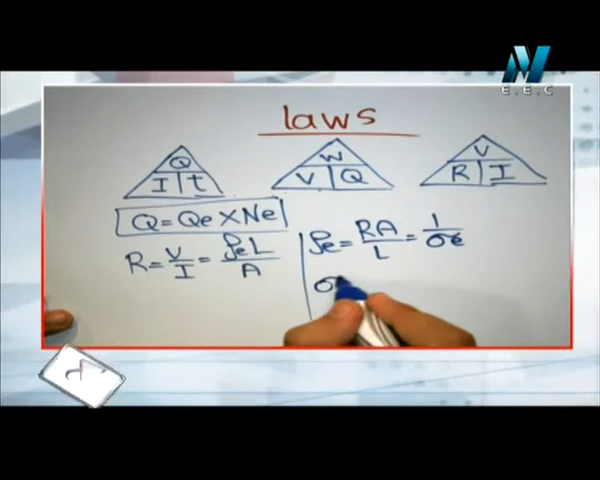 N
E.E.C
laws
Q
I t
W
V Q
V
R I
Q = Qe × Ne
R = V/I = ρeL/A
ρe = RA/L = 1/σe
σ